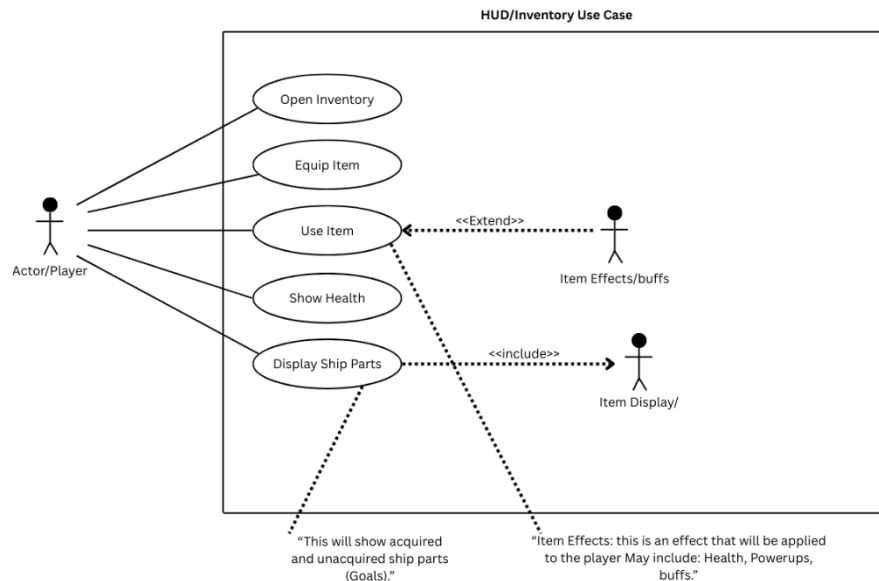 HUD/Inventory Use Case
Open Inventory
Equip Item
<<Extend>>
Use Item
Actor/Player
Item Effects/buffs
Show Health
<<include>>
Display Ship Parts
Item Display/
“This will show acquired
and unacquired ship parts
(Goals).”
“Item Effects: this is an effect that will be applied
to the player May include: Health, Powerups,
buffs.”